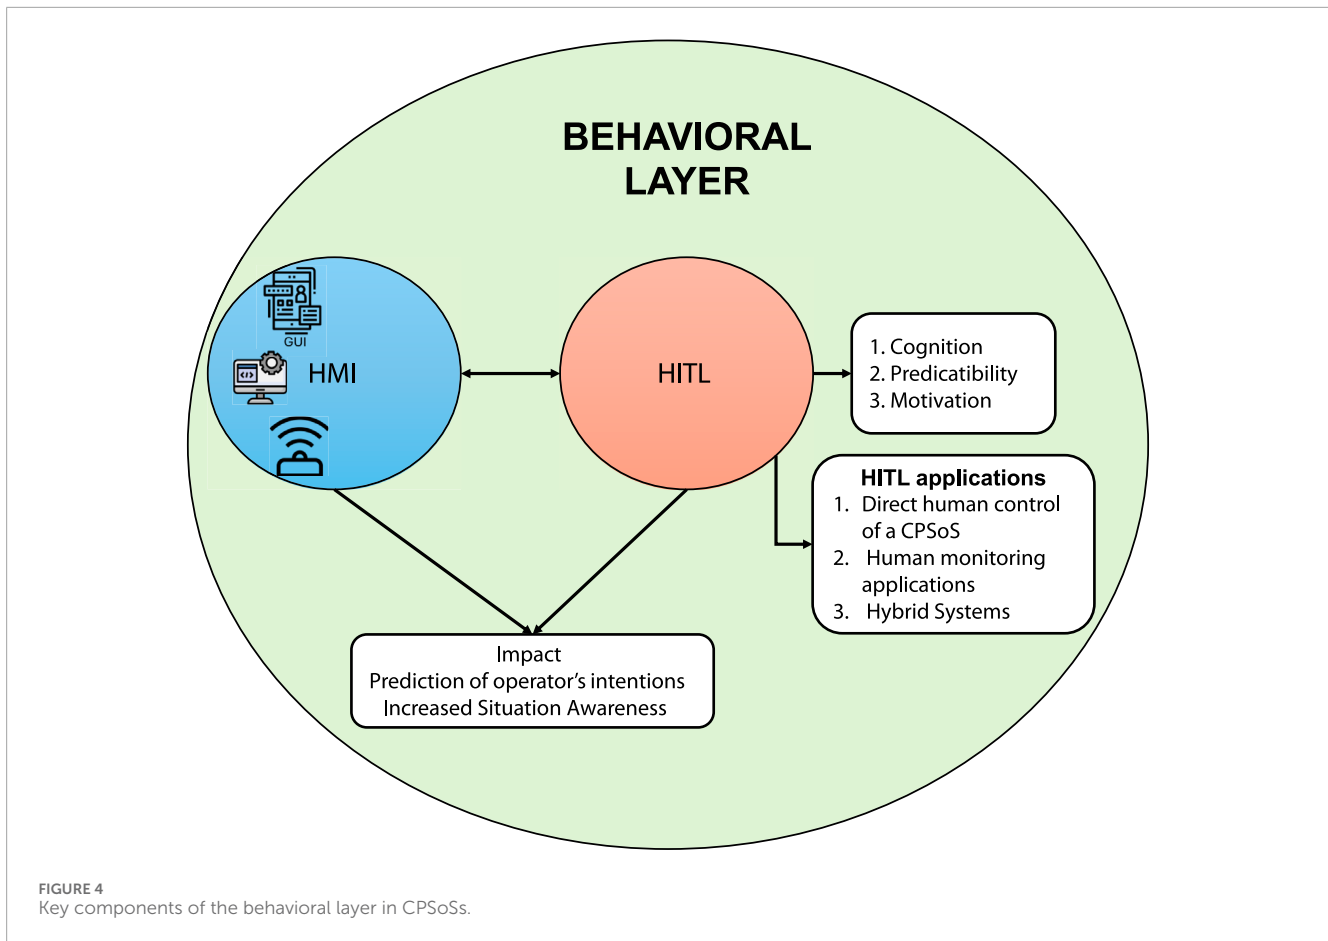 BEHAVIORAL
LAYER
GUI
HMI
HITL
1. Cognition
2. Predicatibility
3. Motivation
HITL applications
1. Direct human control
of a CPSoS
2. Human monitoring
applications
3. Hybrid Systems
Impact
Prediction of operator's intentions
Increased Situation Awareness
FIGURE 4
Key components of the behavioral layer in CPSoSs.